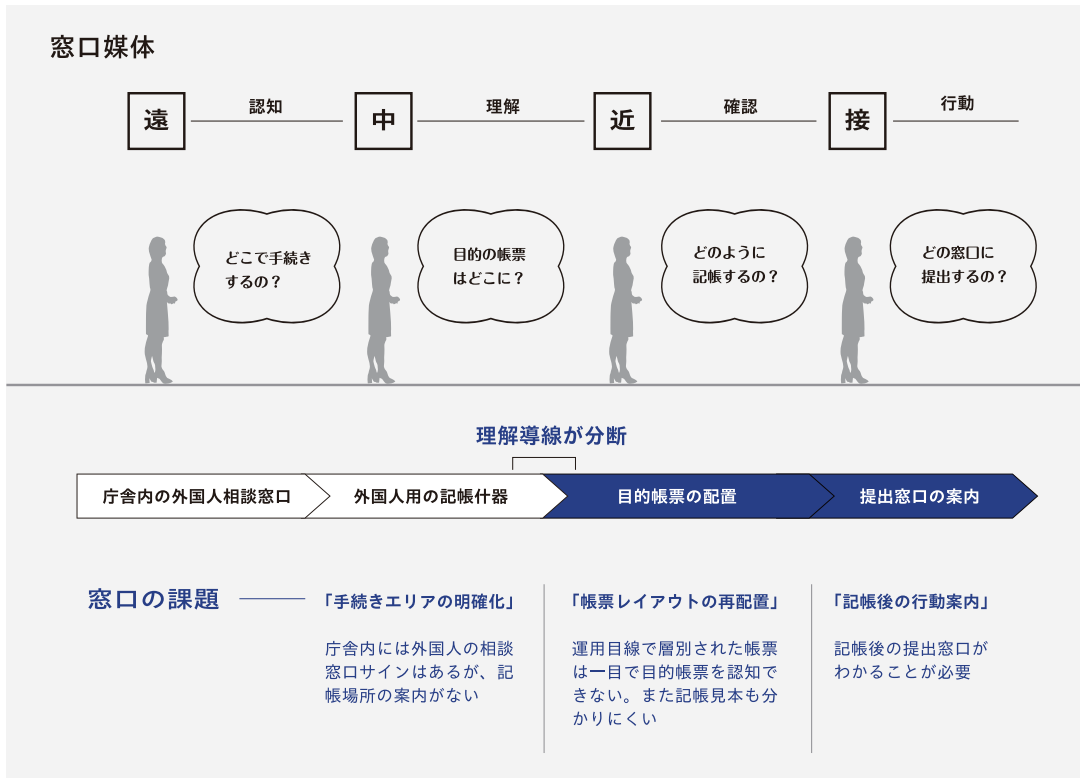 窓口媒体
遠
認知
中
理解
近
確認
接
行動
どこで手続き
するの？
目的の帳票
はどこに？
どのように
記帳するの？
どの窓口に
提出するの？
理解導線が分断
庁舎内の外国人相談窓口
外国人用の記帳什器
目的帳票の配置
提出窓口の案内
窓口の課題
「手続きエリアの明確化」
庁舎内には外国人の相談
窓口サインはあるが、記
帳場所の案内がない
「帳票レイアウトの再配置」
運用目線で層別された帳票
は一目で目的帳票を認知で
きない。また記帳見本も分
かりにくい
「記帳後の行動案内」
記帳後の提出窓口が
わかることが必要